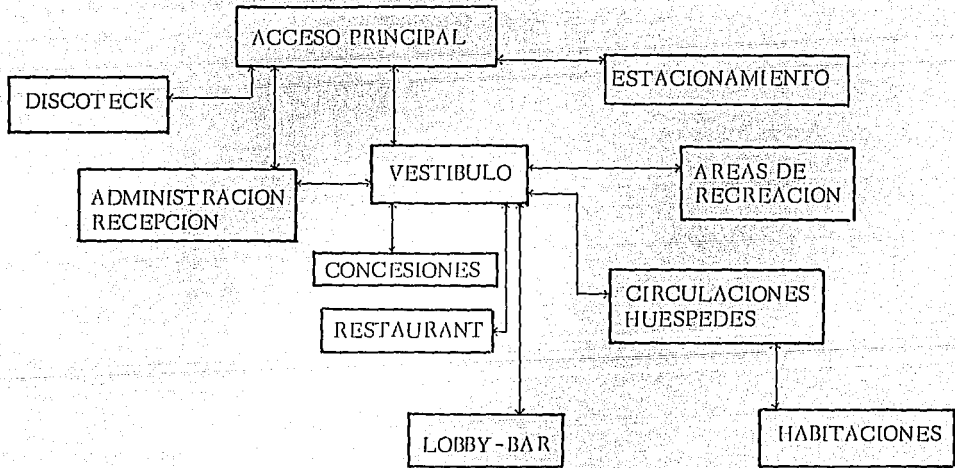 ACCESO PRINCIPAL
ESTACIONAMIENTO
DISCOTECK
VESTIBULO
AREAS DE
RECREACION
ADMINISTRACION
RECEPCION
CONCESIONES
CIRCULACIONES
HUESPEDES
RESTAURANT
LOBBY-BAR
HABITACIONES